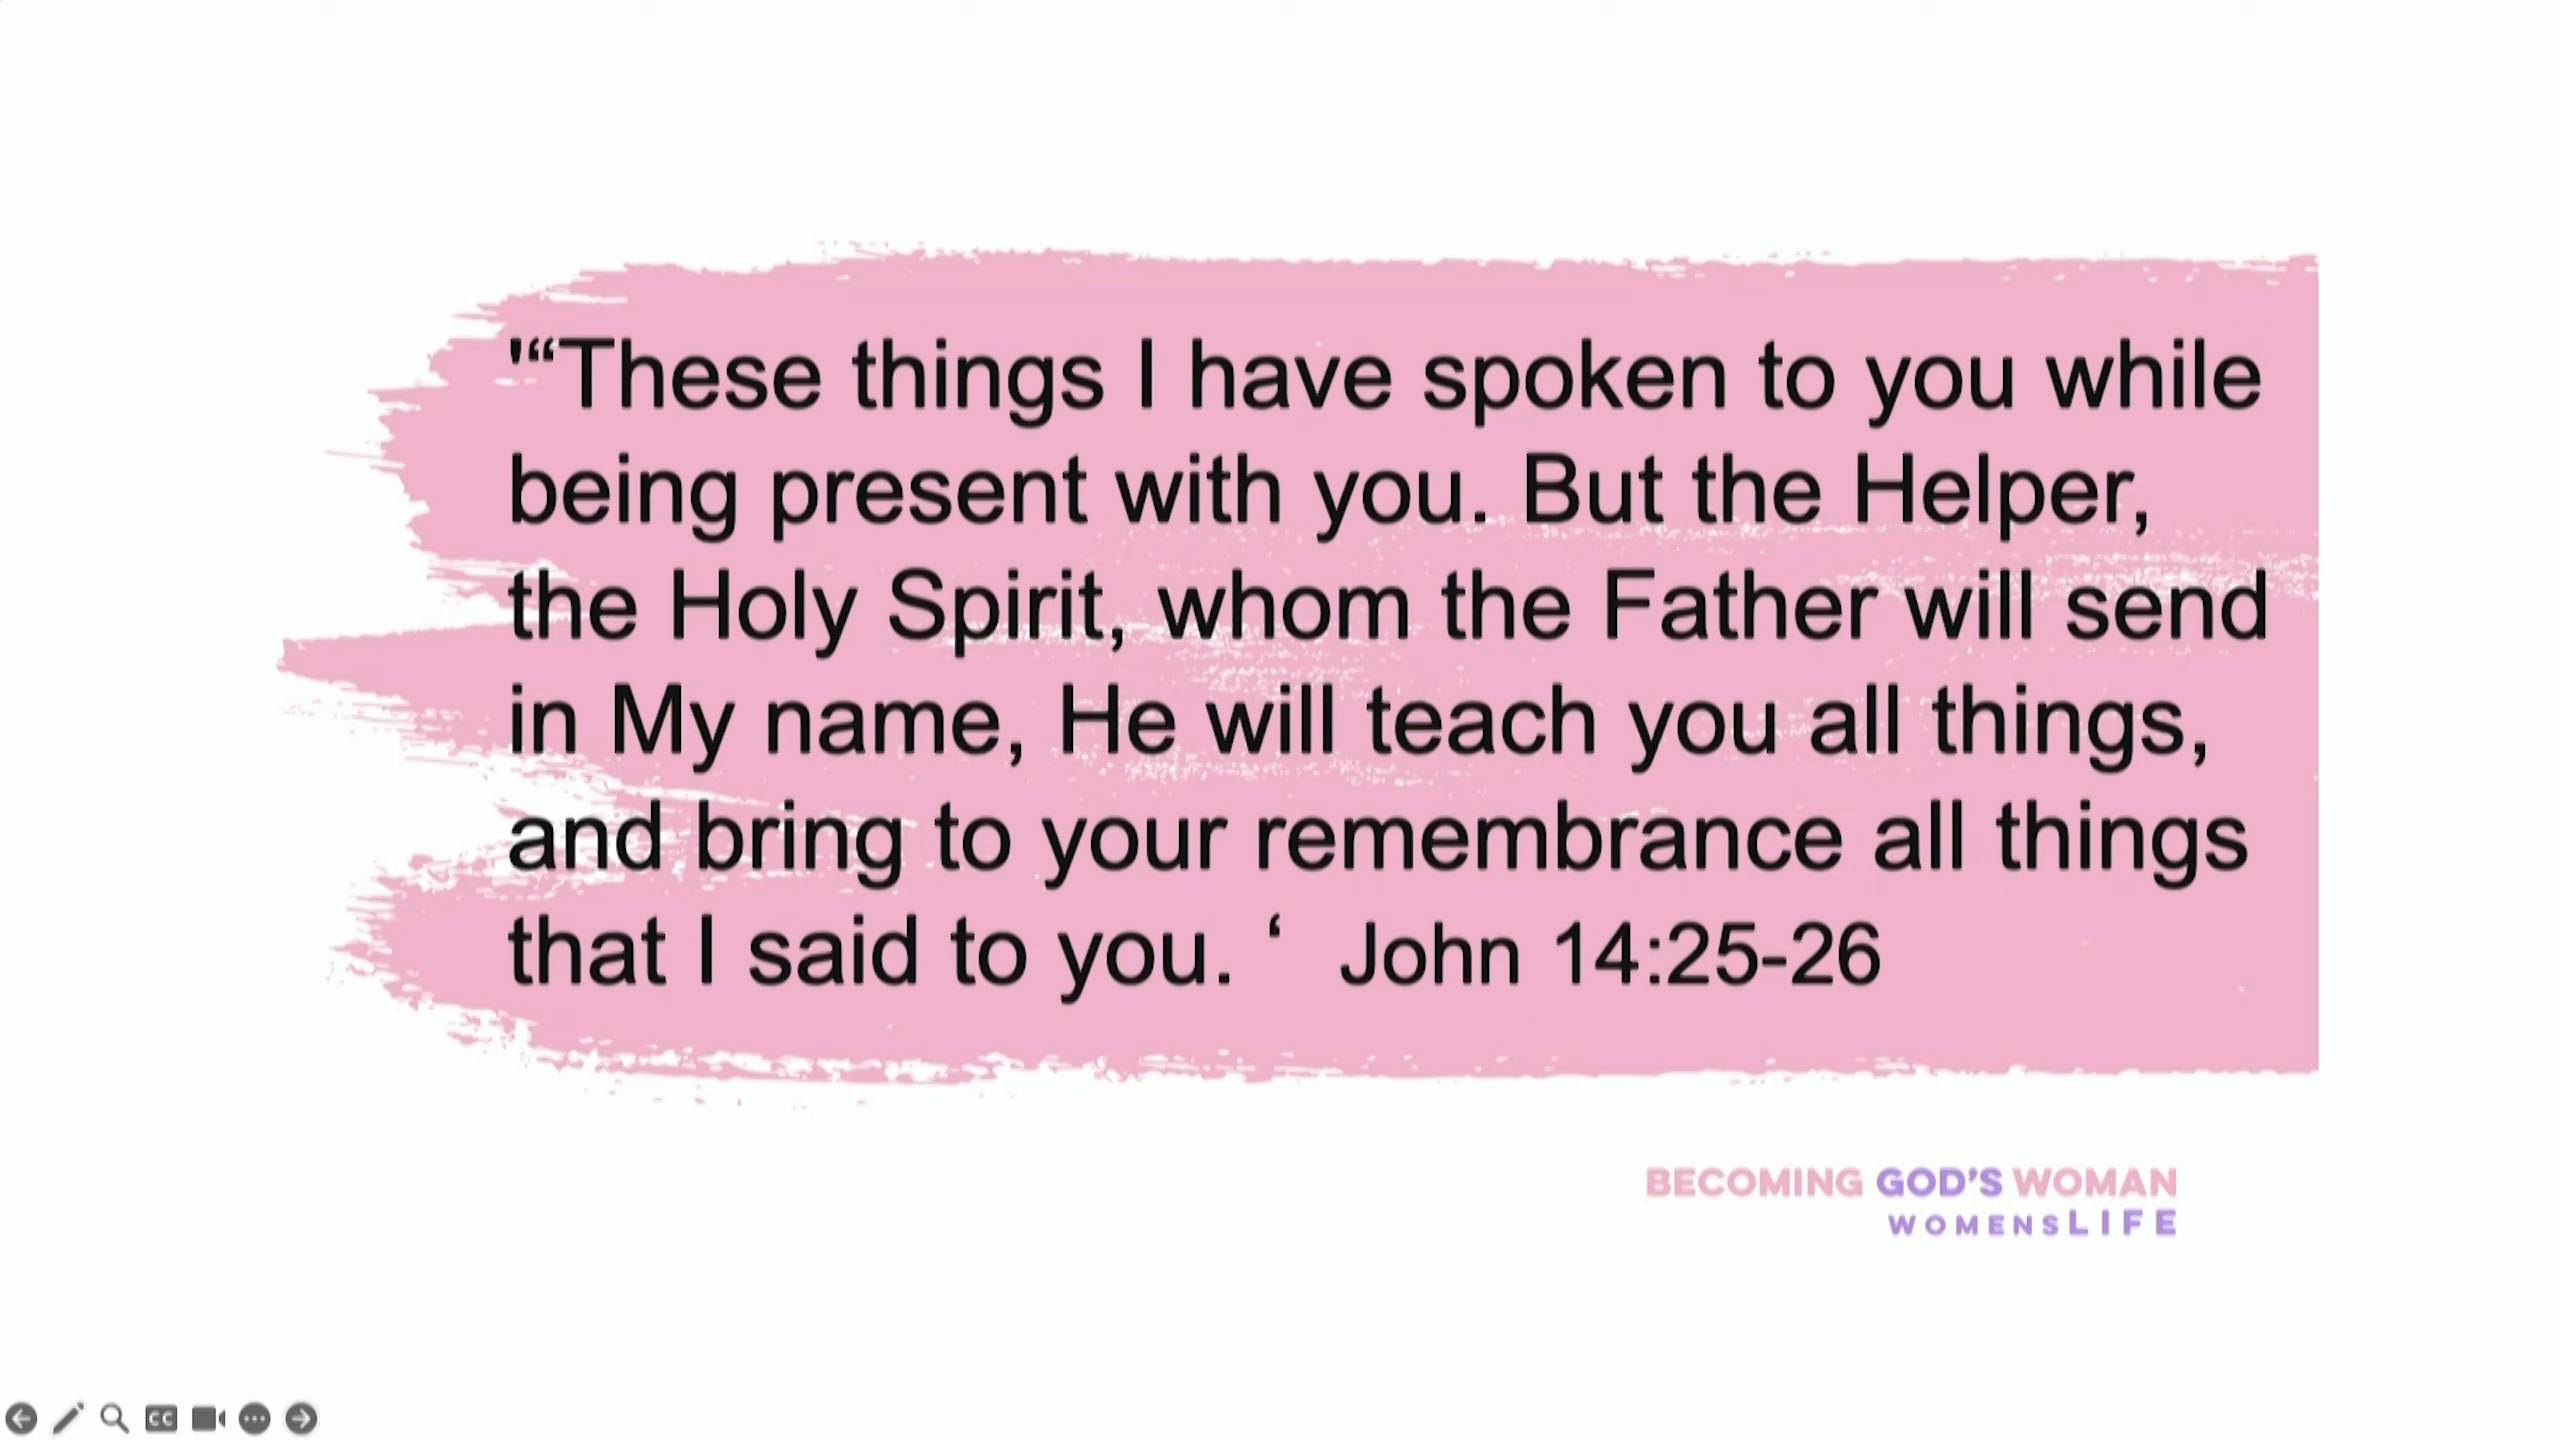 '“These things I have spoken to you while
being present with you. But the Helper,
the Holy Spirit, whom the Father will send
in My name, He will teach you all things,
and bring to your remembrance all things
that I said to you. ‘ John 14:25-26
BECOMING GOD’S WOMAN
WOMENSLIFE
CC